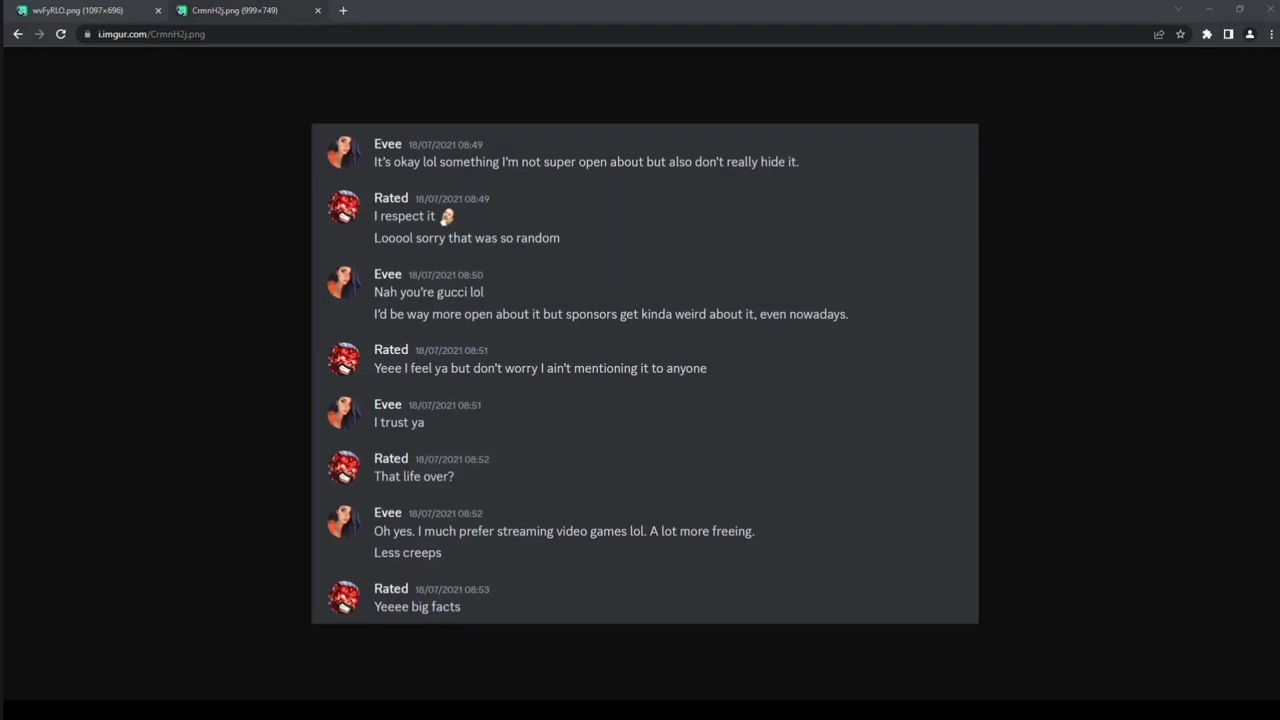 wvFyRLO.png (1097×696)
CrmnH2j.png (999×749)
i.imgur.com/CrmnH2j.png
Evee 18/07/2021 08:49
It's okay lol something I'm not super open about but also don't really hide it.
Rated 18/07/2021 08:49
I respect it
Looool sorry that was so random
Evee 18/07/2021 08:50
Nah you're gucci lol
I'd be way more open about it but sponsors get kinda weird about it, even nowadays.
Rated 18/07/2021 08:51
Yeee I feel ya but don't worry I ain't mentioning it to anyone
Evee 18/07/2021 08:51
I trust ya
Rated 18/07/2021 08:52
That life over?
Evee 18/07/2021 08:52
Oh yes. I much prefer streaming video games lol. A lot more freeing.
Less creeps
Rated 18/07/2021 08:53
Yeeee big facts